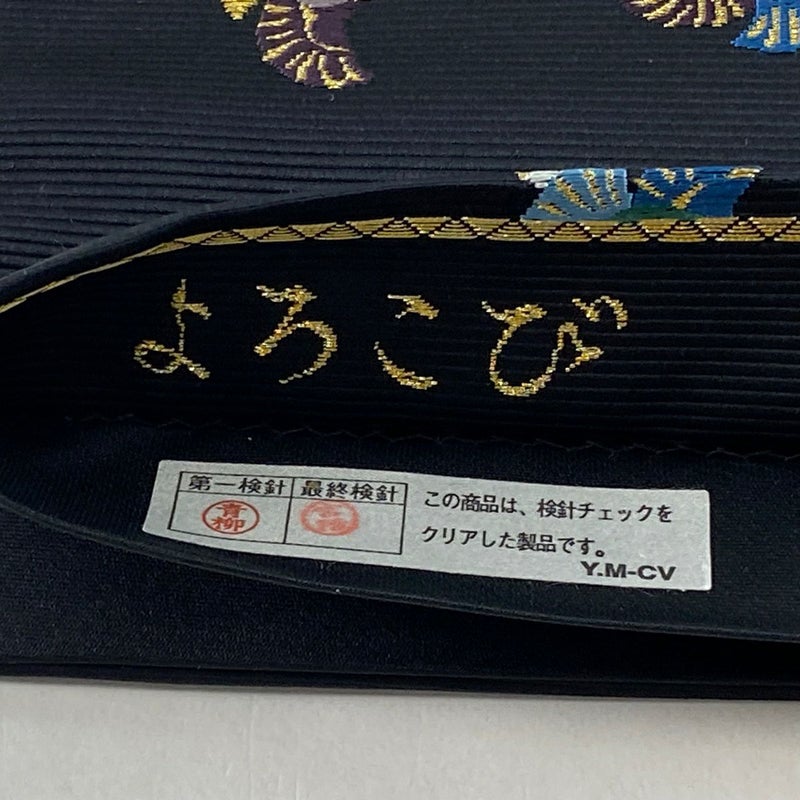 よろこび
第一検針 最終検針
青柳
この商品は、検針チェックを
クリアした製品です。
Y.M-CV